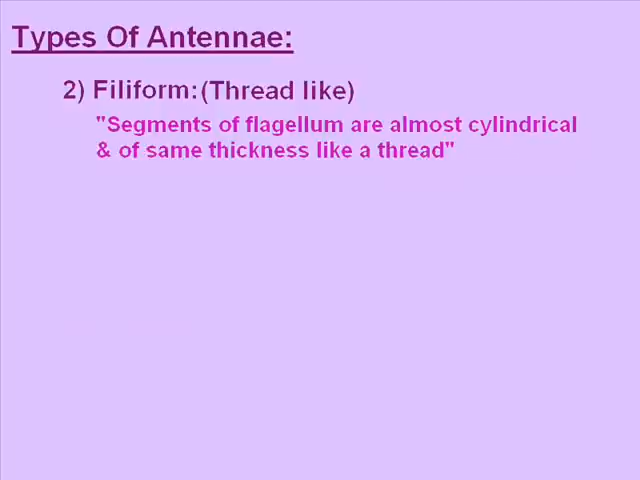 Types Of Antennae:
2) Filiform:(Thread like)
"Segments of flagellum are almost cylindrical
& of same thickness like a thread"